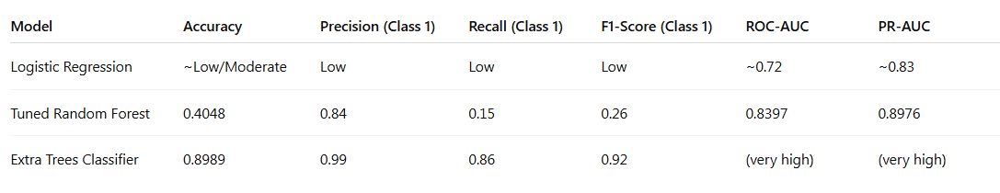 Model Accuracy Precision (Class 1) Recall (Class 1) F1-Score (Class 1) ROC-AUC PR-AUC
Logistic Regression ~Low/Moderate Low Low Low ~0.72 ~0.83
Tuned Random Forest 0.4048 0.84 0.15 0.26 0.8397 0.8976
Extra Trees Classifier 0.8989 0.99 0.86 0.92 (very high) (very high)